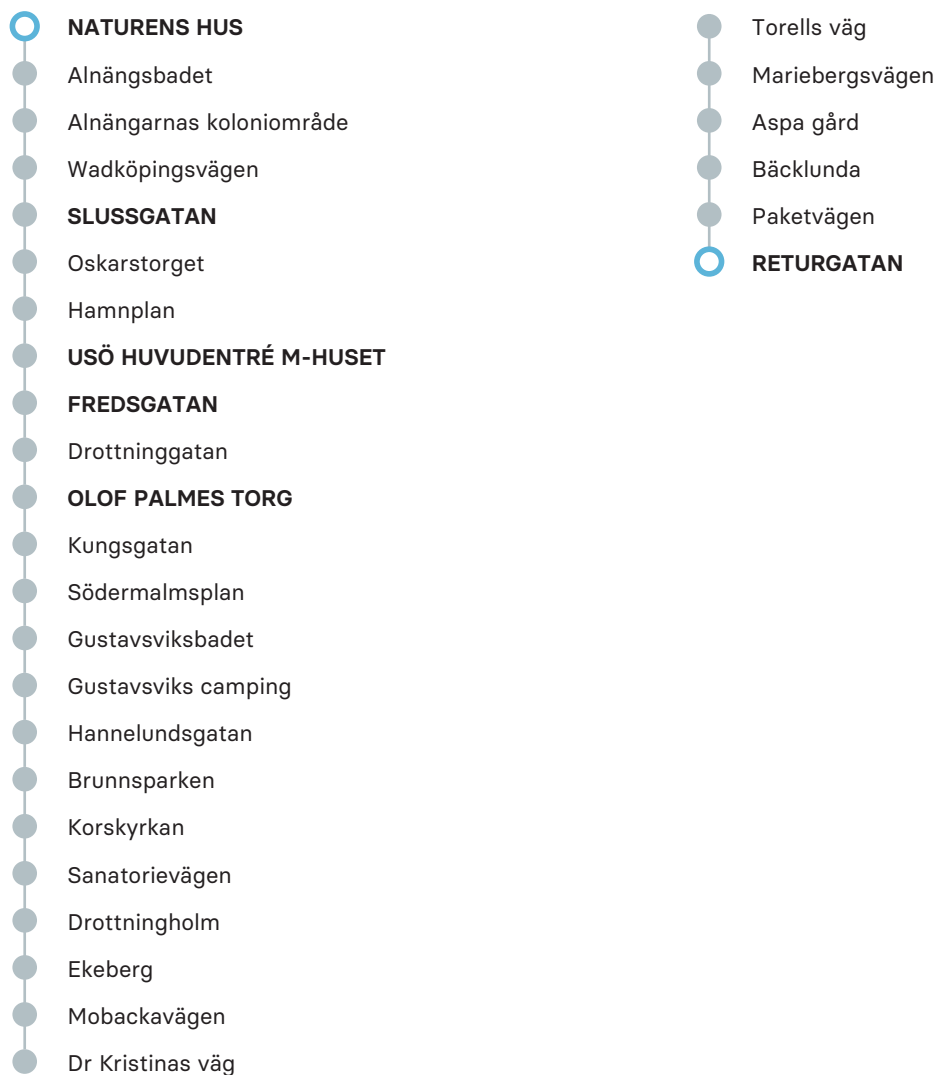 NATURENS HUS
Alnängsbadet
Alnängarnas koloniområde
Wadköpingsvägen
SLUSSGATAN
Oskarstorget
Hamnplan
USÖ HUVUDENTRÉ M-HUSET
FREDSGATAN
Drottninggatan
OLOF PALMES TORG
Kungsgatan
Södermalmsplan
Gustavsviksbadet
Gustavsviks camping
Hannelundsgatan
Brunnsparken
Korskyrkan
Sanatorievägen
Drottningholm
Ekeberg
Mobackavägen
Dr Kristinas väg
Torells väg
Mariebergsvägen
Aspa gård
Bäcklunda
Paketvägen
RETURGATAN